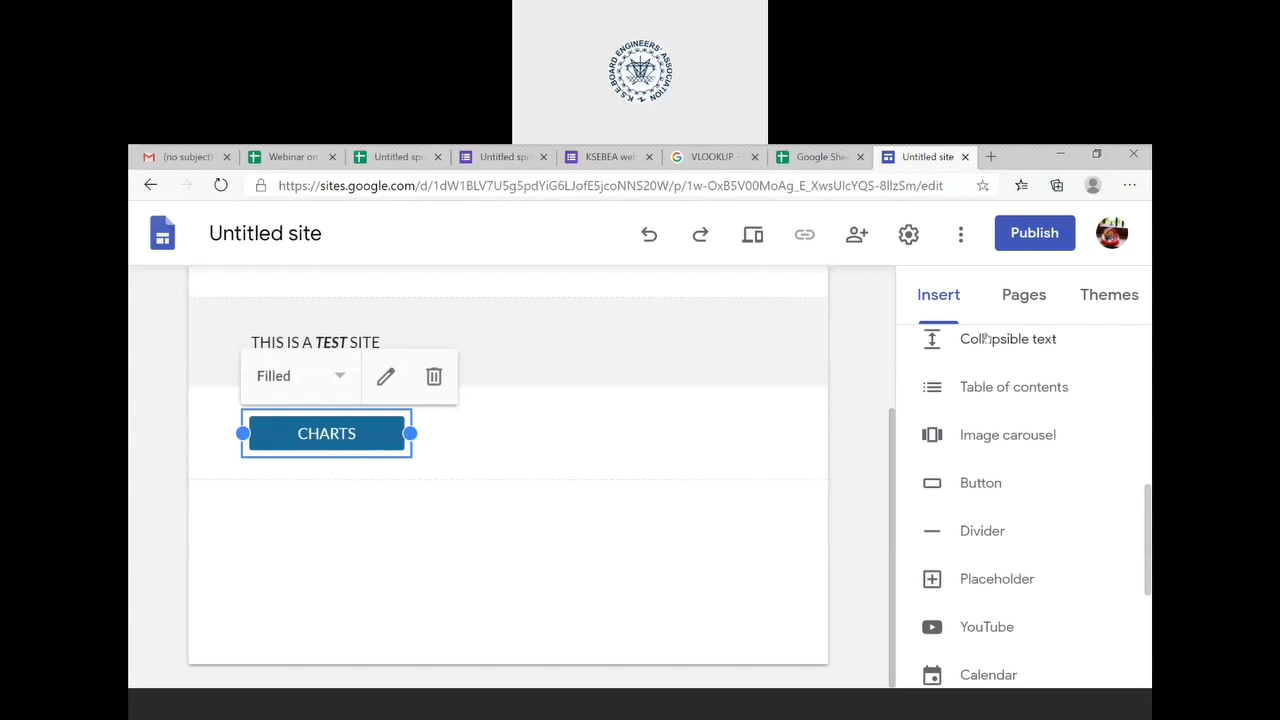 K.S.E.BOARD ENGINEERS' ASSOCIATION
(no subject)
Webinar on
Untitled spr
Untitled spr
KSEBEA web
VLOOKUP -
Google Shee
Untitled site
https://sites.google.com/d/1dW1BLV7U5g5pdYiG6LJofE5jcoNNS20W/p/1w-OxB5V00MoAg_E_XwsUlcYQS-8llzSm/edit
Untitled site
Publish
Insert
Pages
Themes
THIS IS A TEST SITE
Filled
CHARTS
Collapsible text
Table of contents
Image carousel
Button
Divider
Placeholder
YouTube
Calendar